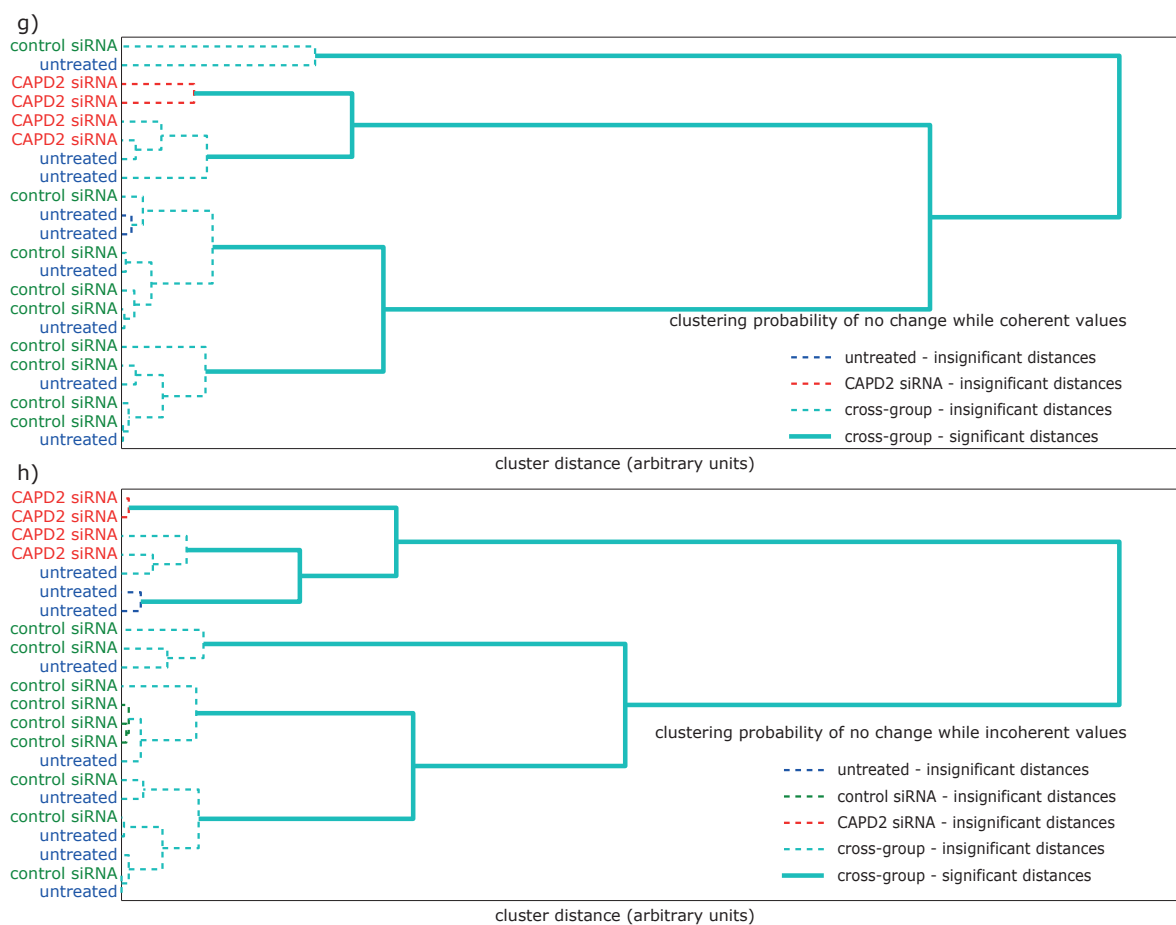 g)
control siRNA
untreated
CAPD2 siRNA
CAPD2 siRNA
CAPD2 siRNA
CAPD2 siRNA
untreated
untreated
control siRNA
untreated
untreated
control siRNA
untreated
control siRNA
control siRNA
untreated
control siRNA
control siRNA
untreated
control siRNA
control siRNA
untreated
clustering probability of no change while coherent values
untreated - insignificant distances
CAPD2 siRNA - insignificant distances
cross-group - insignificant distances
cross-group - significant distances
cluster distance (arbitrary units)
h)
CAPD2 siRNA
CAPD2 siRNA
CAPD2 siRNA
CAPD2 siRNA
untreated
untreated
untreated
control siRNA
control siRNA
untreated
control siRNA
control siRNA
control siRNA
control siRNA
untreated
control siRNA
untreated
control siRNA
untreated
untreated
control siRNA
untreated
clustering probability of no change while incoherent values
untreated - insignificant distances
control siRNA - insignificant distances
CAPD2 siRNA - insignificant distances
cross-group - insignificant distances
cross-group - significant distances
cluster distance (arbitrary units)